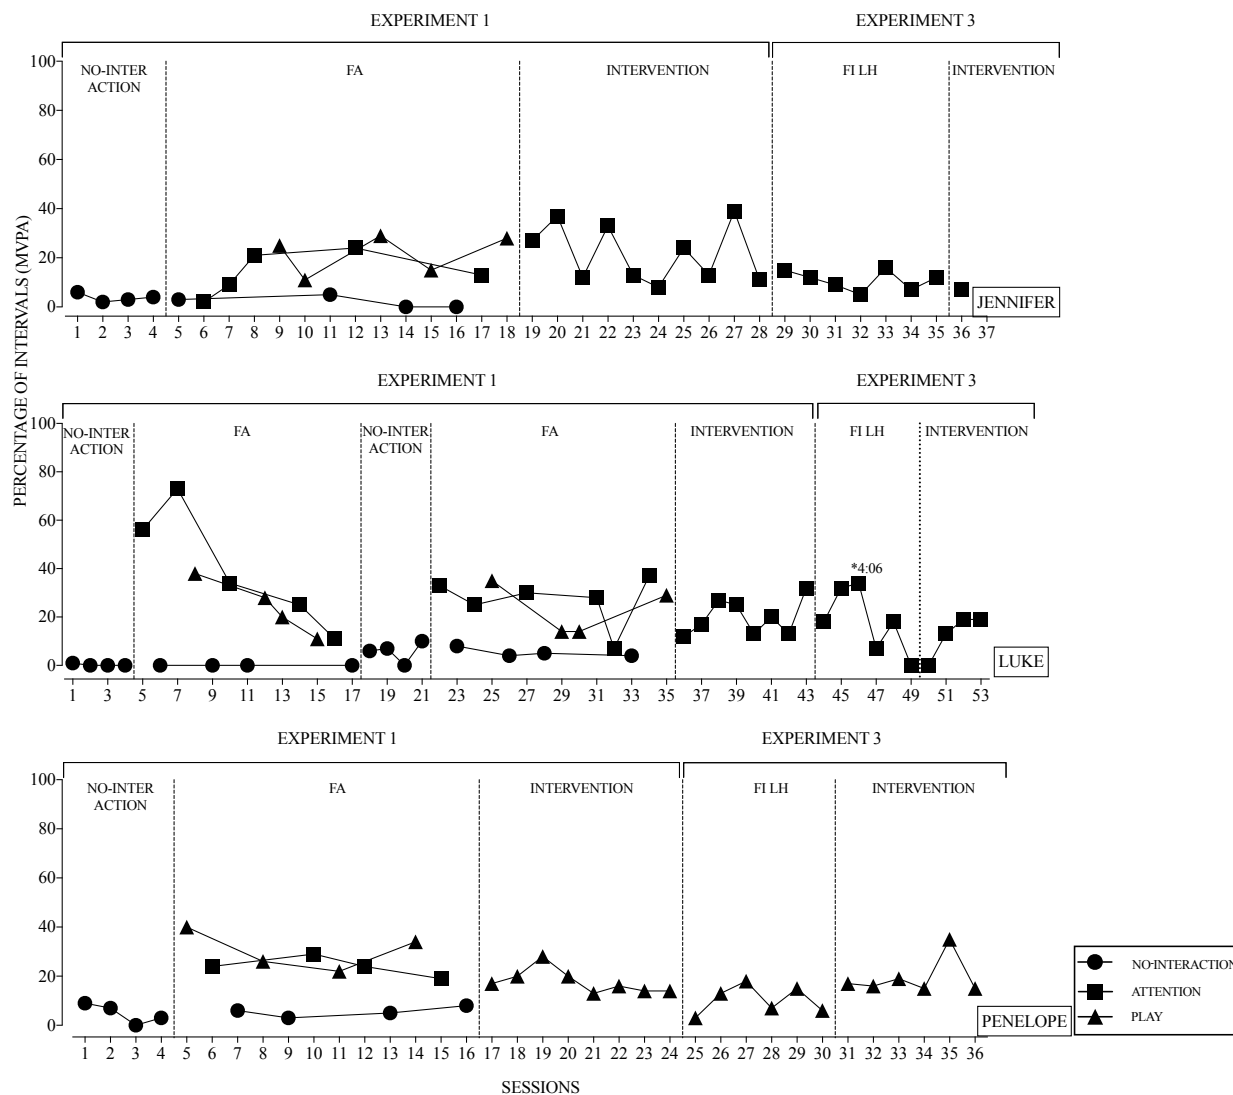 EXPERIMENT 1 EXPERIMENT 3
100 NO-INTER FA INTERVENTION FI LH INTERVENTION
ACTION
80
60
40
20
0
JENNIFER
1 2 3 4 5 6 7 8 9 10 11 12 13 14 15 16 17 18 19 20 21 22 23 24 25 26 27 28 29 30 31 32 33 34 35 36 37
PERCENTAGE OF INTERVALS (MVPA)
EXPERIMENT 1 EXPERIMENT 3
100 NO-INTER FA NO-INTER FA INTERVENTION FI LH INTERVENTION
ACTION ACTION
80
60
40
*4:06
20
0
LUKE
1 3 5 7 9 11 13 15 17 19 21 23 25 27 29 31 33 35 37 39 41 43 45 47 49 51 53
EXPERIMENT 1 EXPERIMENT 3
100 NO-INTER FA INTERVENTION FI LH INTERVENTION
ACTION
80
60
40
20
0
PENELOPE
1 2 3 4 5 6 7 8 9 10 11 12 13 14 15 16 17 18 19 20 21 22 23 24 25 26 27 28 29 30 31 32 33 34 35 36
SESSIONS
NO-INTERACTION
ATTENTION
PLAY